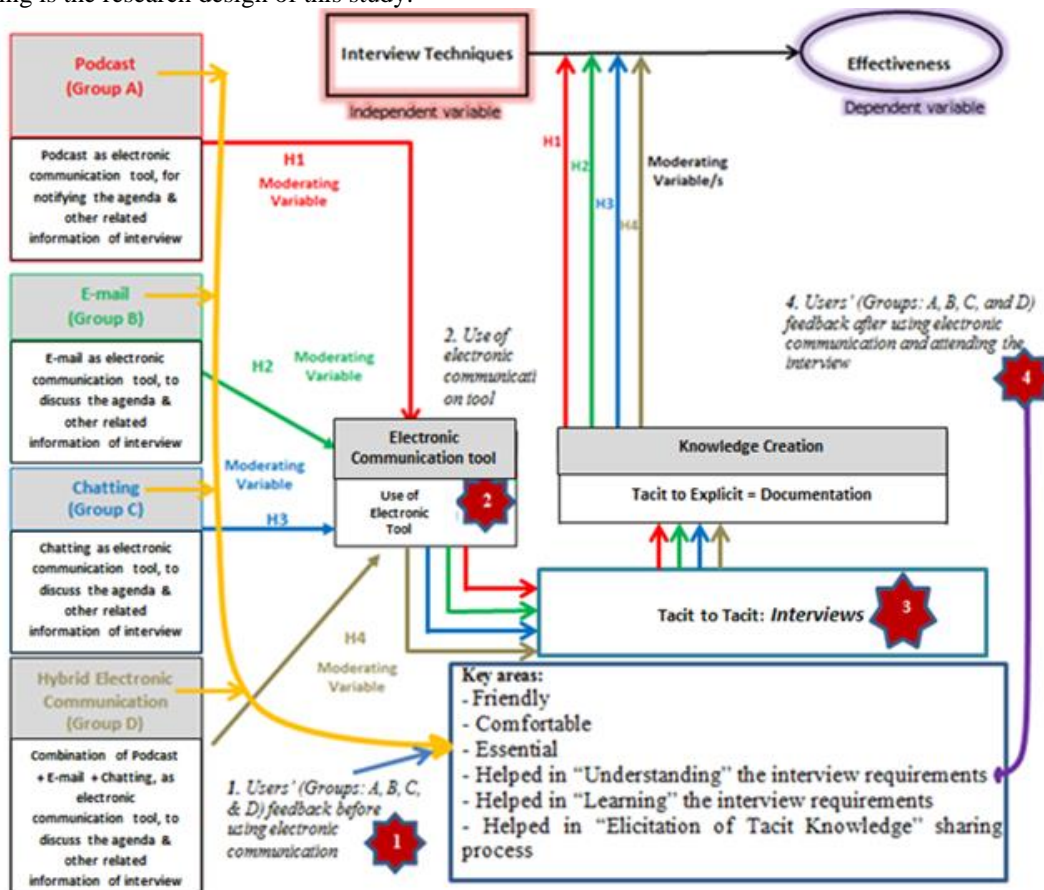 ing is the research design of this study.
Podcast
(Group A)
Podcast as electronic
communication tool, for
notifying the agenda &
other related
information of interview
E-mail
(Group B)
E-mail as electronic
communication tool, to
discuss the agenda &
other related
information of interview
Chatting
(Group C)
Chatting as electronic
communication tool, to
discuss the agenda &
other related
information of interview
Hybrid Electronic
Communication
(Group D)
Combination of Podcast
+ E-mail + Chatting, as
electronic
communication tool, to
discuss the agenda &
other related
information of interview
Interview Techniques
Independent variable
Effectiveness
Dependent variable
H1
Moderating
Variable
H2
Moderating
Variable
Moderating
Variable
H3
H4
Moderating
Variable
H1
H2
H3
H4
Moderating
Variable/s
2. Use of
electronic
communicati
on tool
Electronic
Communication tool
Use of
Electronic
Tool
2
Knowledge Creation
Tacit to Explicit = Documentation
4. Users' (Groups: A, B, C, and D)
feedback after using electronic
communication and attending the
interview
4
Tacit to Tacit: Interviews
3
1. Users' (Groups: A, B, C,
& D) feedback before
using electronic
communication
1
Key areas:
- Friendly
- Comfortable
- Essential
- Helped in “Understanding” the interview requirements
- Helped in “Learning” the interview requirements
- Helped in “Elicitation of Tacit Knowledge” sharing
process